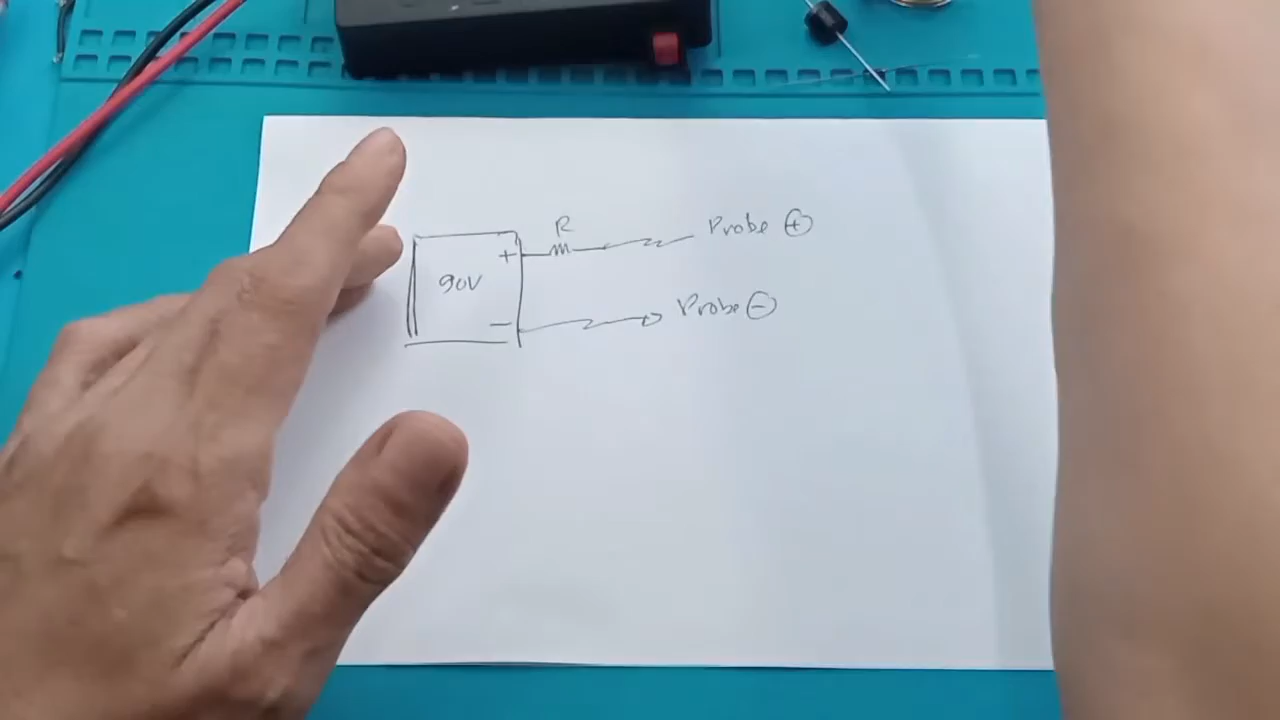 R
Probe ⊕
+
90V
Probe ⊖
−